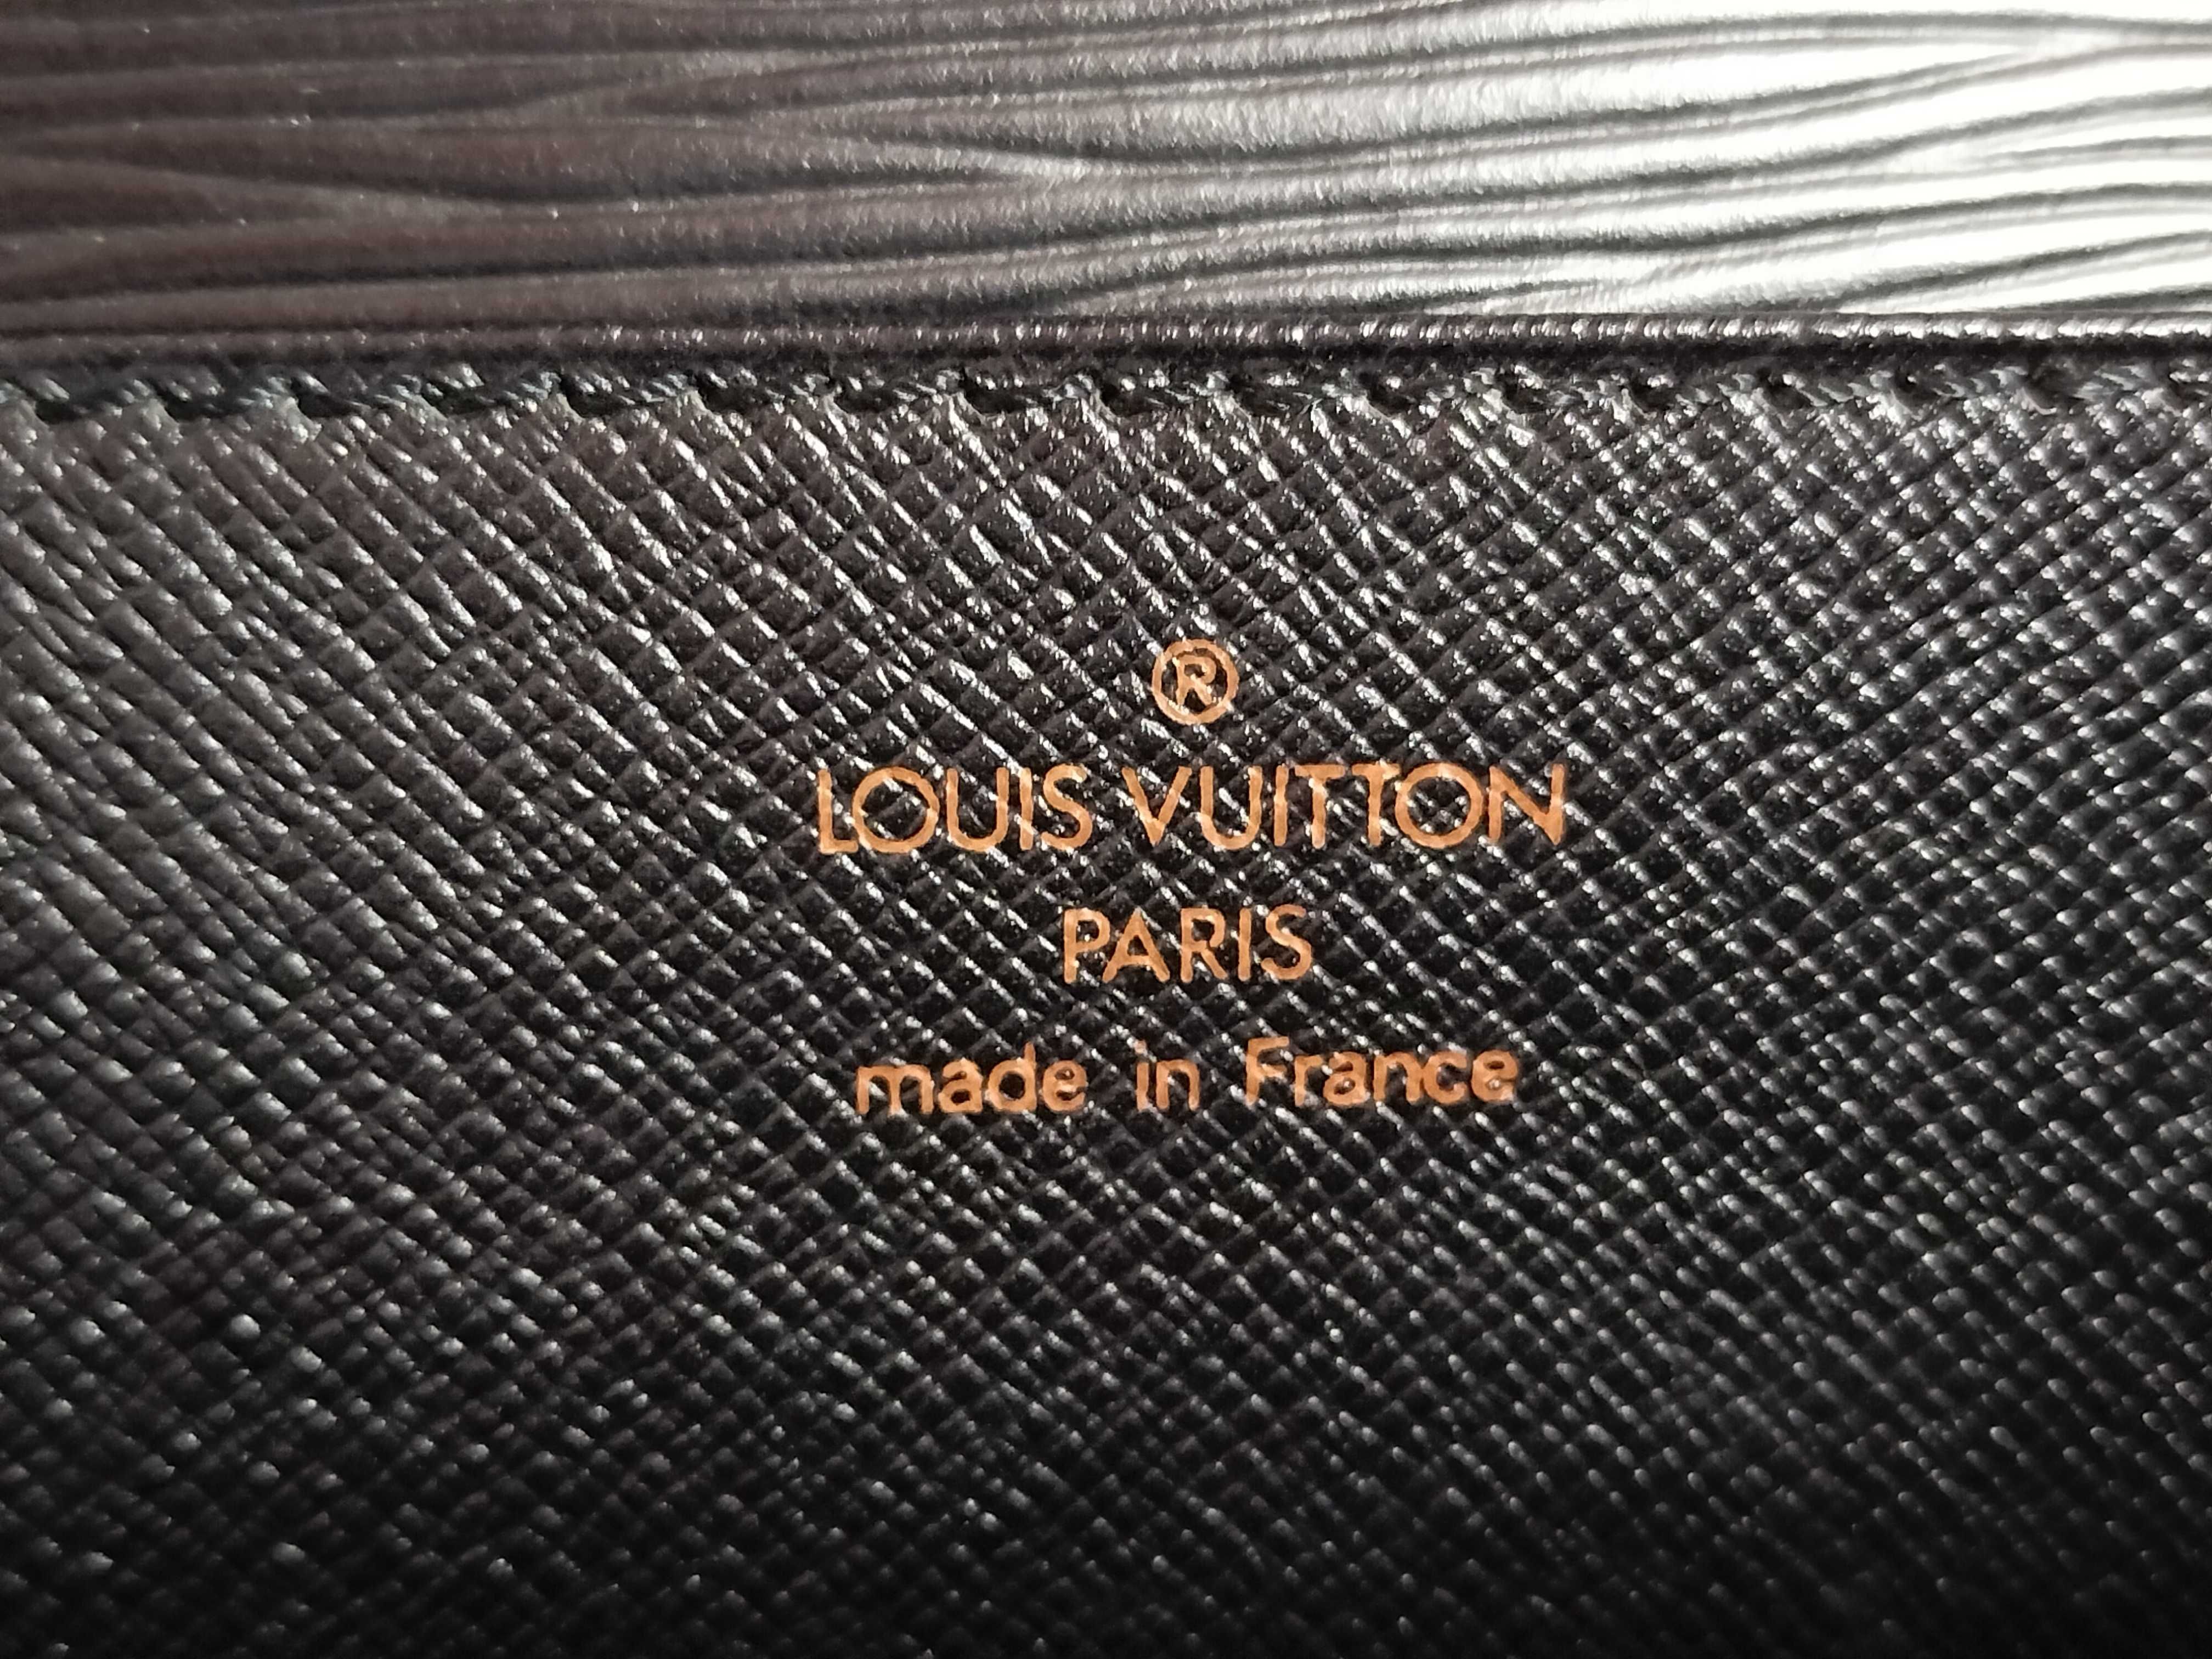 ®
LOUIS VUITTON
PARIS
made in France